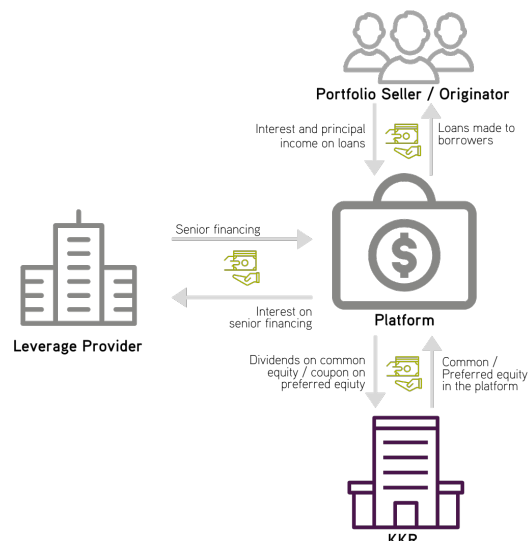 Portfolio Seller / Originator
Interest and principal
income on loans
Loans made to
borrowers
Senior financing
$
Interest on
senior financing
Leverage Provider
Platform
Dividends on common
equity / coupon on
preferred eqiuty
Common /
Preferred equity
in the platform
KKR